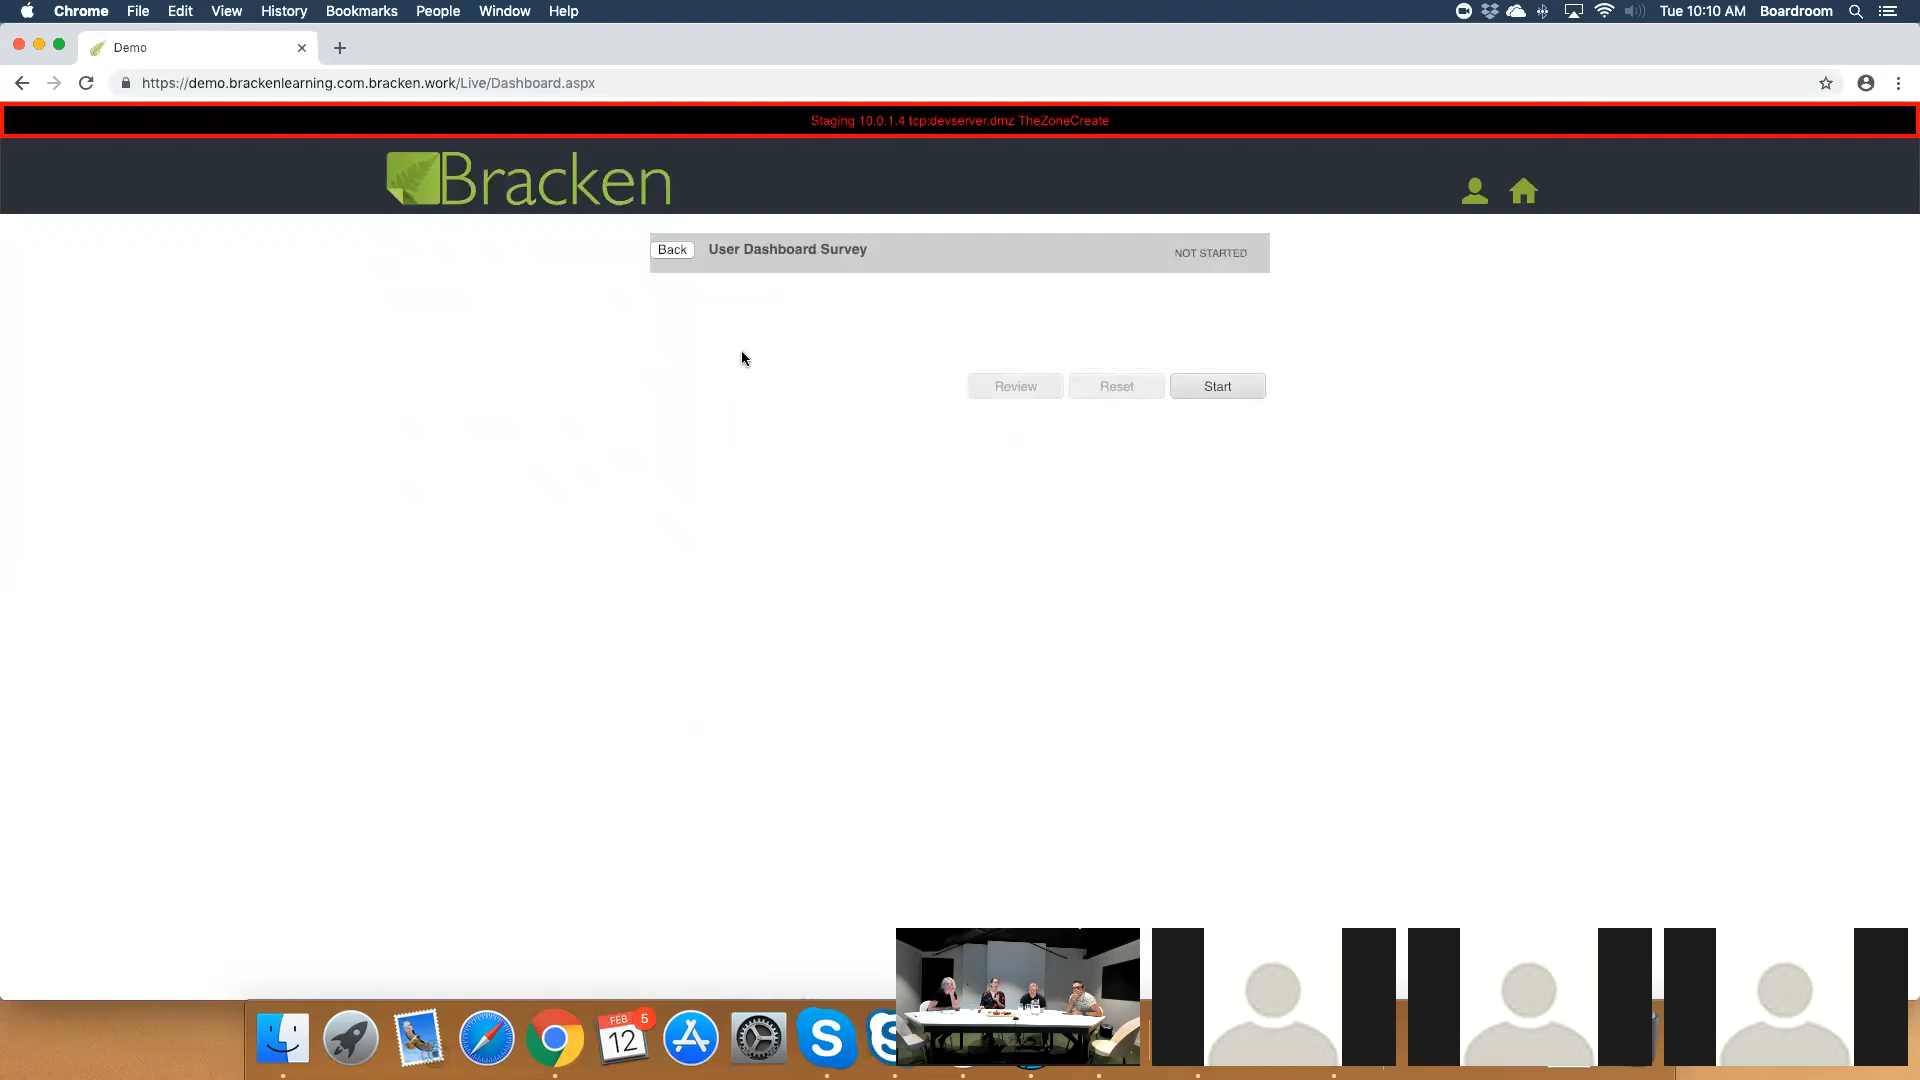 Chrome File Edit View History Bookmarks People Window Help Tue 10:10 AM Boardroom
Demo
https://demo.brackenlearning.com.bracken.work/Live/Dashboard.aspx
Staging 10.0.1.4 tcp:devserver.dmz TheZoneCreate
Bracken
Back User Dashboard Survey NOT STARTED
Review Reset Start
FEB 5
12
S S